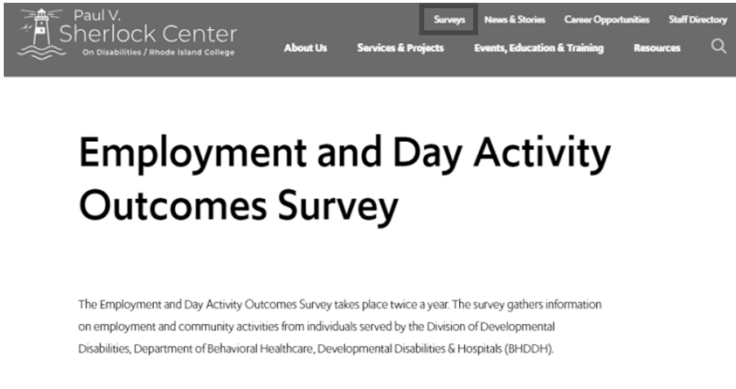 Paul V.
Sherlock Center
On Disabilities / Rhode Island College
Surveys News & Stories Career Opportunities Staff Directory
About Us Services & Projects Events, Education & Training Resources
Employment and Day Activity
Outcomes Survey
The Employment and Day Activity Outcomes Survey takes place twice a year. The survey gathers information
on employment and community activities from individuals served by the Division of Developmental
Disabilities, Department of Behavioral Healthcare, Developmental Disabilities & Hospitals (BHDDH).